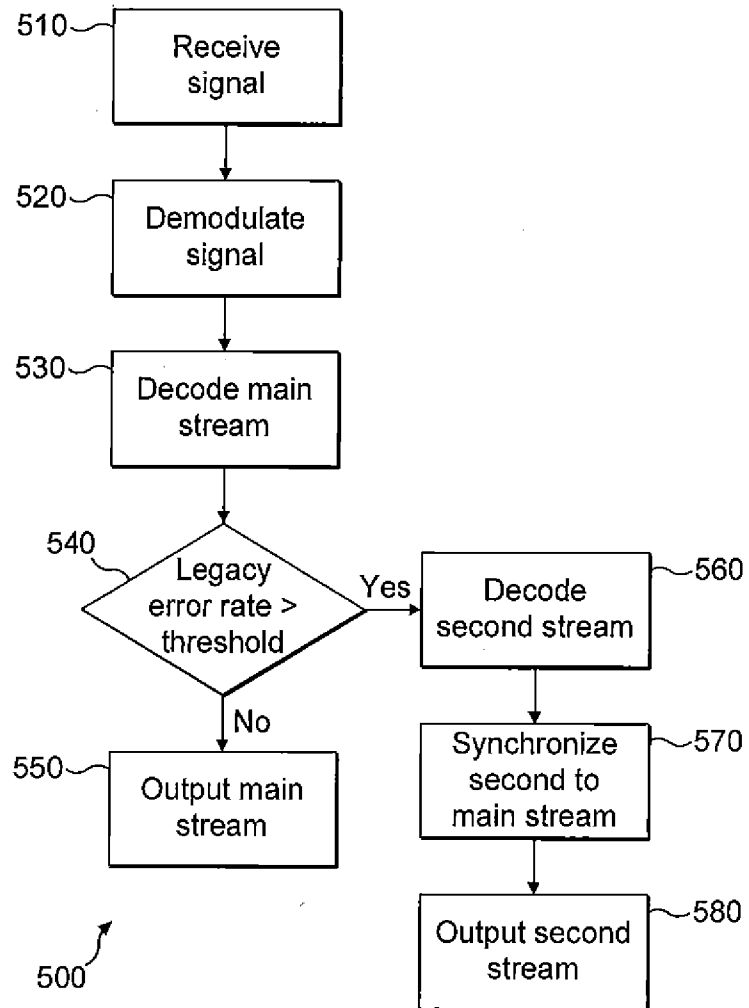 510
Receive
signal
520
Demodulate
signal
530
Decode main
stream
540
Legacy
error rate >
threshold
Yes
No
550
Output main
stream
560
Decode
second stream
570
Synchronize
second to
main stream
580
Output second
stream
500